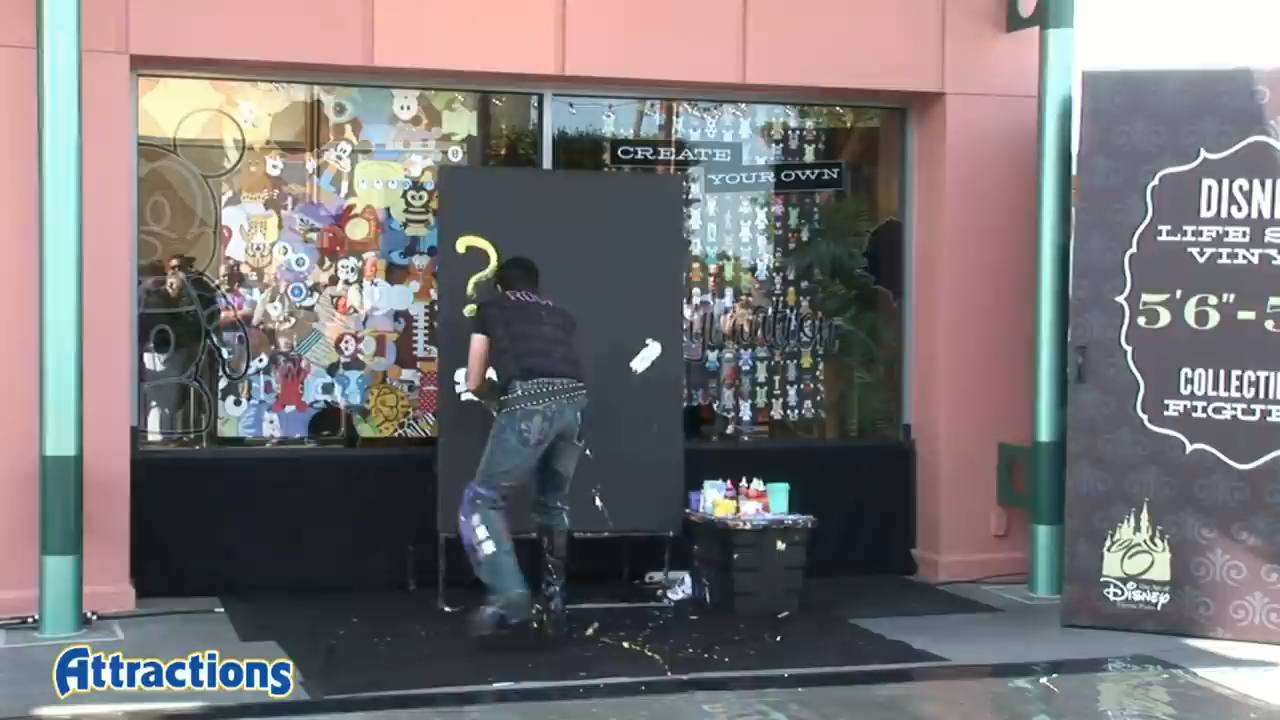 CREATE
YOUR OWN
?
DISN
LIFE S
VINY
5'6"-5
COLLECTI
FIGU
Disney
Attractions